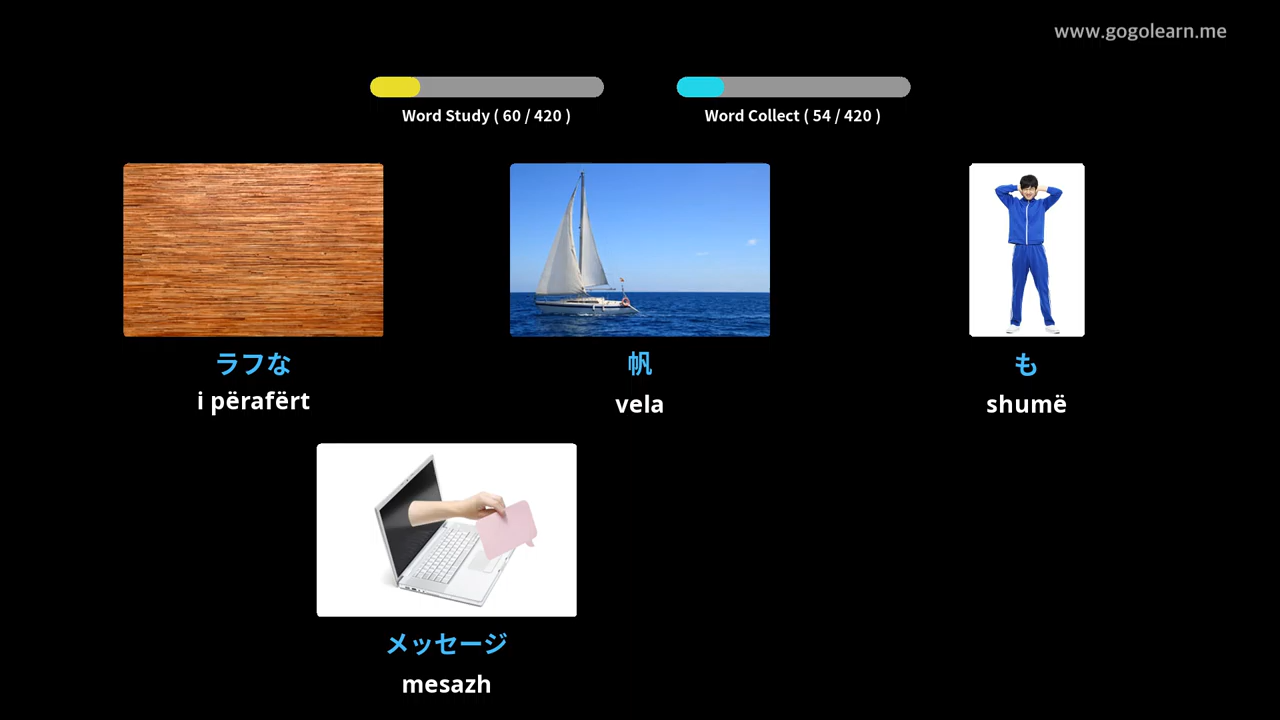 www.gogolearn.me
Word Study ( 60 / 420 )
Word Collect ( 54 / 420 )
ラフな
i përafërt
帆
vela
も
shumë
メッセージ
mesazh